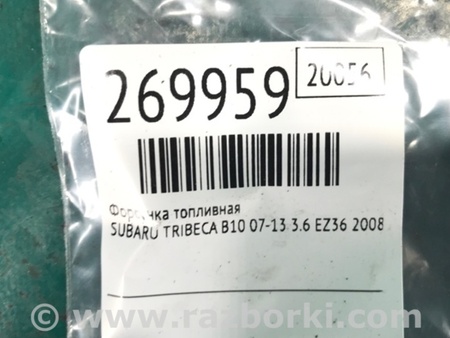 269959
20056
Форсунка топливная
SUBARU TRIBECA B10 07-13 3.6 EZ36 2008
© www.razborki.com